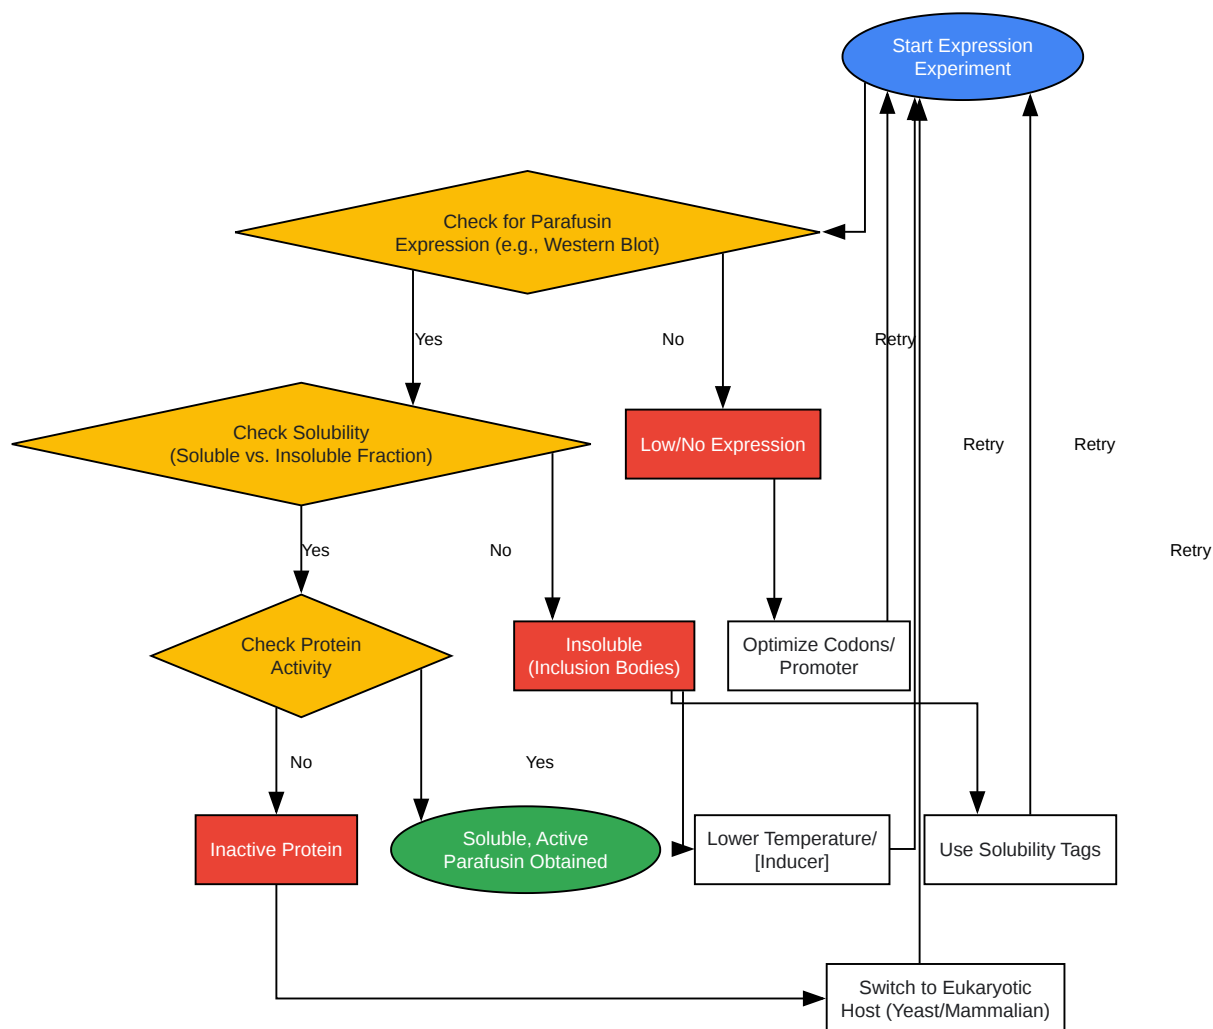 Start Expression
Experiment
Check for Parafusin
Expression (e.g., Western Blot)
Yes
No
Retry
Check Solubility
(Soluble vs. Insoluble Fraction)
Low/No Expression
Retry
Retry
Yes
No
Retry
Check Protein
Activity
Insoluble
(Inclusion Bodies)
Optimize Codons/
Promoter
No
Yes
Inactive Protein
Soluble, Active
Parafusin Obtained
Lower Temperature/
[Inducer]
Use Solubility Tags
Switch to Eukaryotic
Host (Yeast/Mammalian)